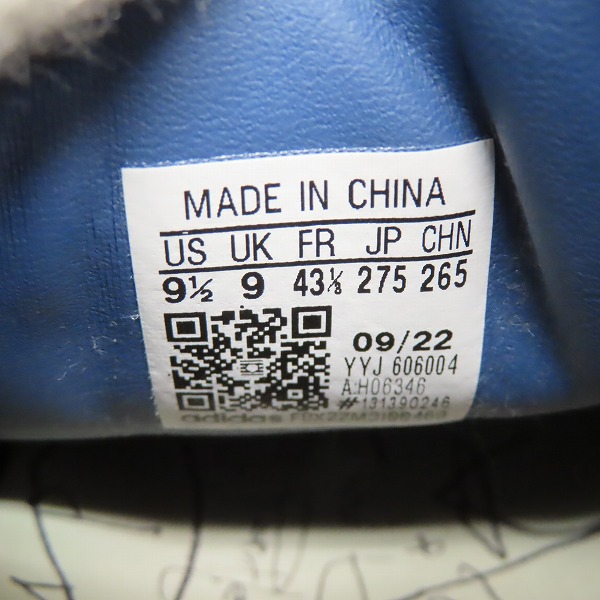 MADE IN CHINA
US UK FR JP CHN
9½ 9 43⅓ 275 265
09/22
YYJ 606004
A:H06346
#131390246
adidas